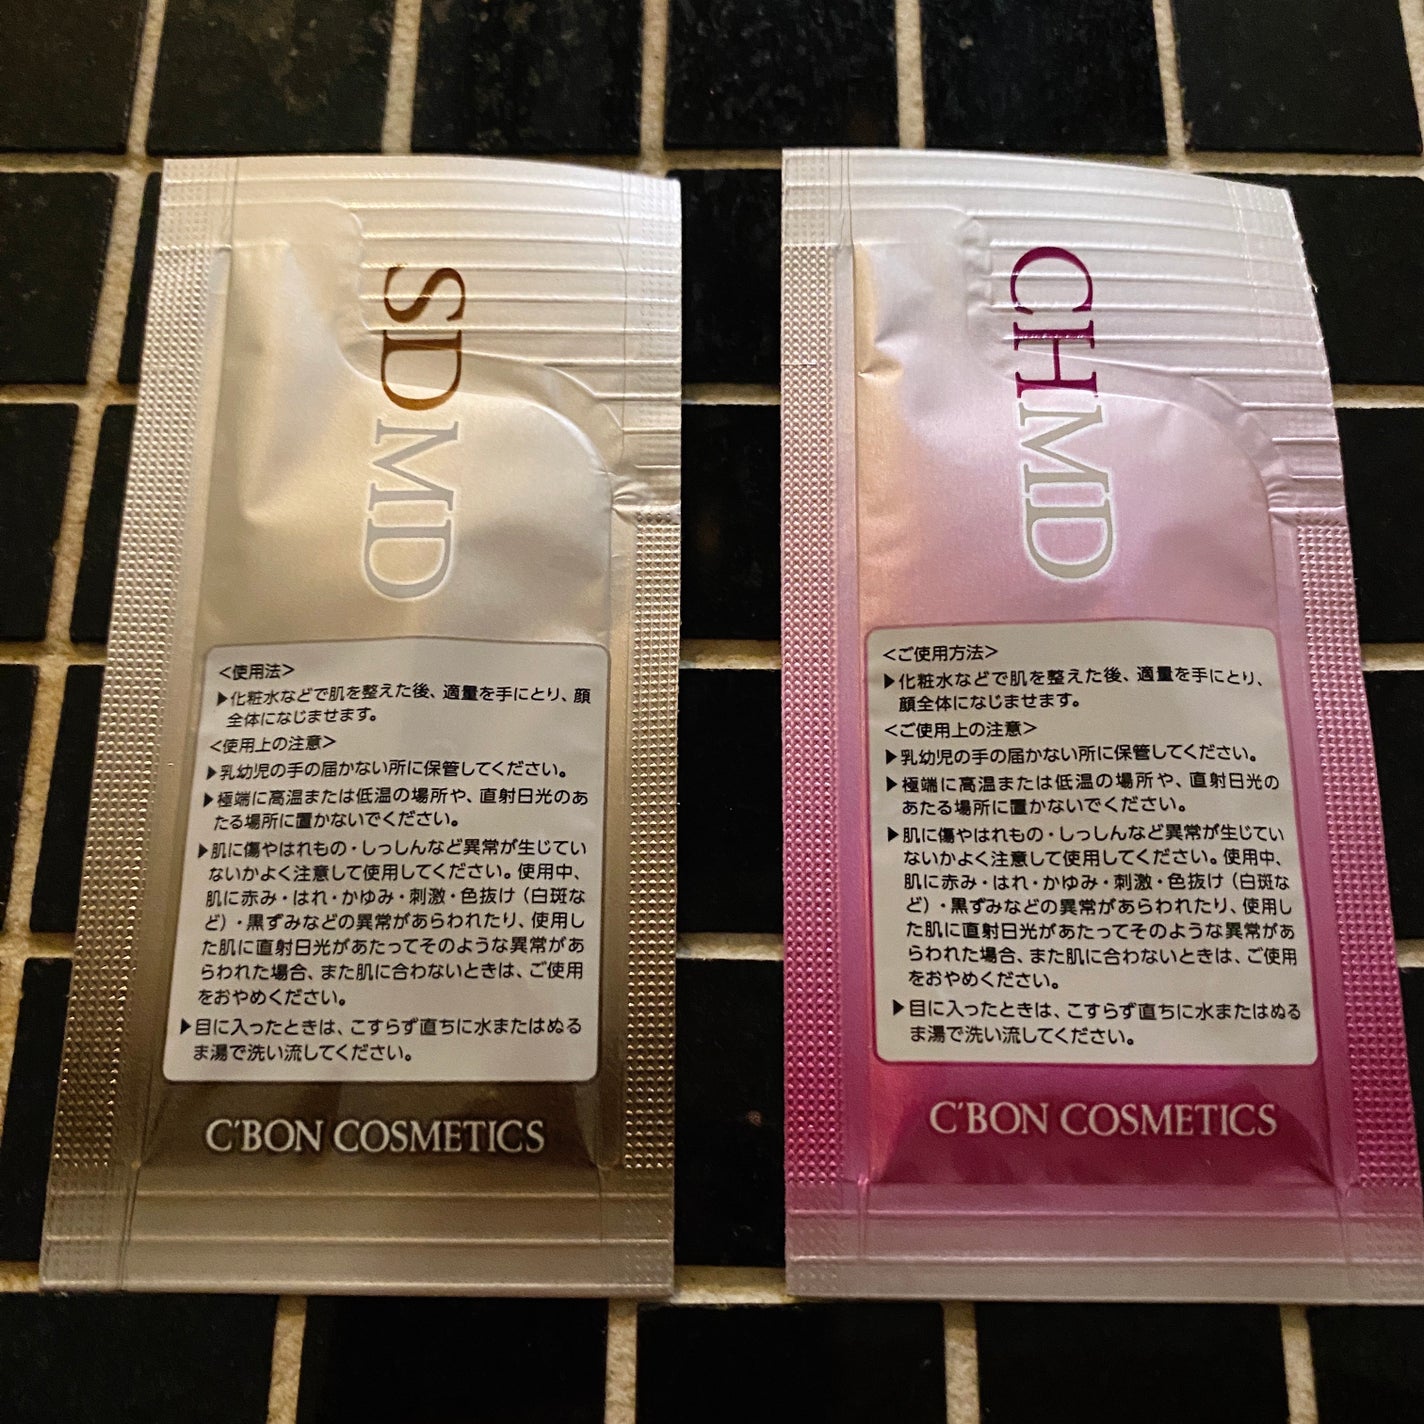 SD MD
<使用法>
▶化粧水などで肌を整えた後、適量を手にとり、顔
全体になじませます。
<使用上の注意>
▶乳幼児の手の届かない所に保管してください。
▶極端に高温または低温の場所や、直射日光のあ
たる場所に置かないでください。
▶肌に傷やはれもの・しっしんなど異常が生じてい
ないかよく注意して使用してください。使用中、
肌に赤み・はれ・かゆみ・刺激・色抜け（白斑な
ど）・黒ずみなどの異常があらわれたり、使用し
た肌に直射日光があたってそのような異常があ
らわれた場合、また肌に合わないときは、ご使用
をおやめください。
▶目に入ったときは、こすらず直ちに水またはぬる
ま湯で洗い流してください。
C'BON COSMETICS
CH MD
<ご使用方法>
▶化粧水などで肌を整えた後、適量を手にとり、
顔全体になじませます。
<ご使用上の注意>
▶乳幼児の手の届かない所に保管してください。
▶極端に高温または低温の場所や、直射日光の
あたる場所に置かないでください。
▶肌に傷やはれもの・しっしんなど異常が生じてい
ないかよく注意して使用してください。使用中、
肌に赤み・はれ・かゆみ・刺激・色抜け（白斑な
ど）・黒ずみなどの異常があらわれたり、使用し
た肌に直射日光があたってそのような異常があ
らわれた場合、また肌に合わないときは、ご使用
をおやめください。
▶目に入ったときは、こすらず直ちに水またはぬる
ま湯で洗い流してください。
C'BON COSMETICS